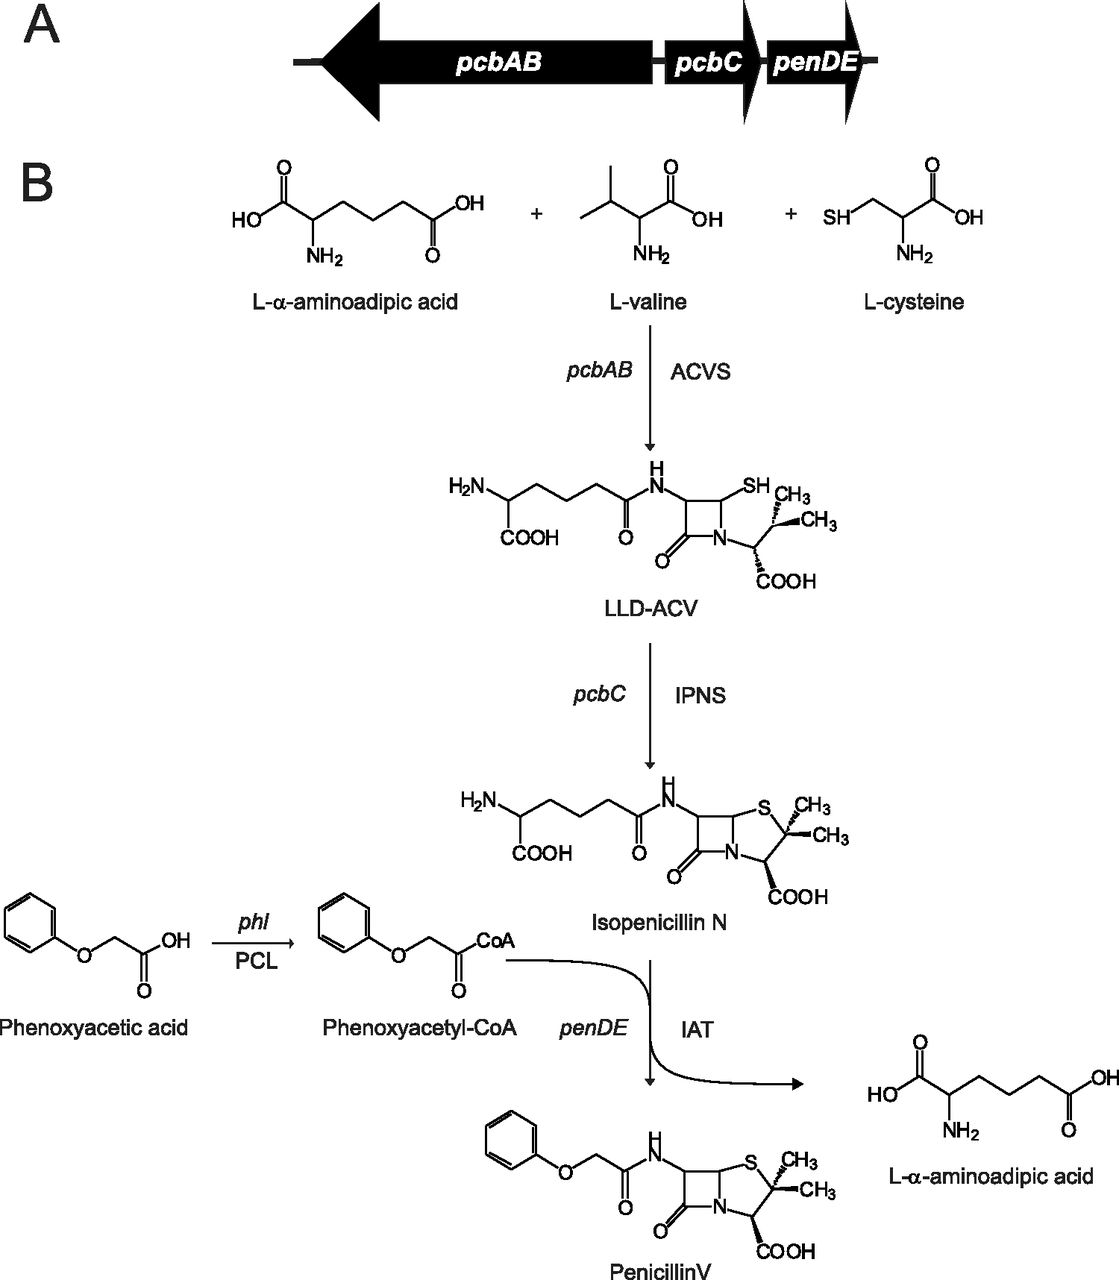 A
pcbAB pcbC penDE
B
O O O
HO OH + OH + SH OH
NH2 O NH2 NH2
L-α-aminoadipic acid L-valine L-cysteine
pcbAB ACVS
H
H2N N SH CH3
CH3
COOH O N
O
COOH
LLD-ACV
pcbC IPNS
H
H2N N S CH3
CH3
COOH O N
O
COOH
Isopenicillin N
OH phl CoA
O PCL O
O O
Phenoxyacetic acid Phenoxyacetyl-CoA
penDE IAT
O
HO OH
NH2 O
L-α-aminoadipic acid
H
N S CH3
O CH3
O N
O
COOH
PenicillinV